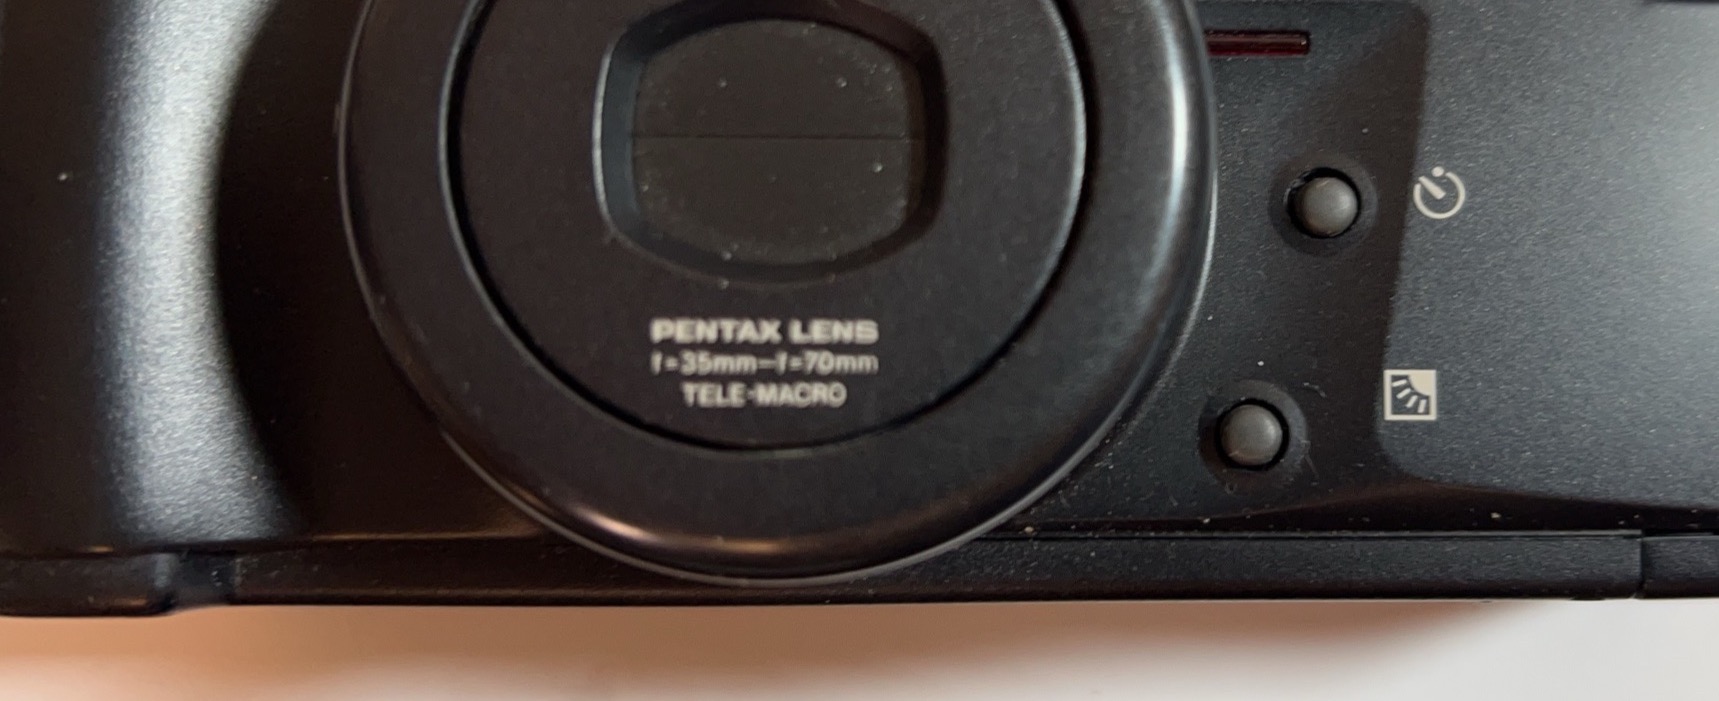 PENTAX LENS
f=35mm–f=70mm
TELE-MACRO